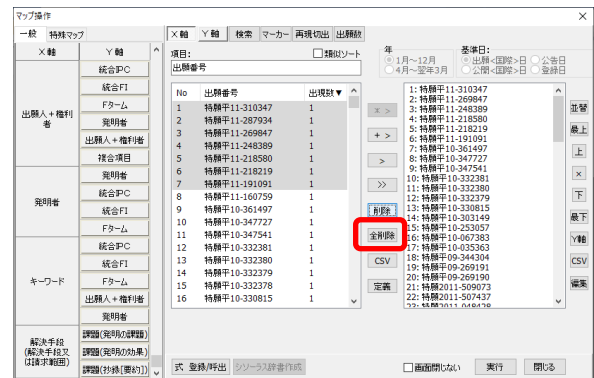 マップ操作
一般 特殊マップ
X軸 Y軸
出願人＋権利者
統合IPC
統合FI
Fターム
発明者
出願人＋権利者
複合項目
発明者
発明者
統合IPC
統合FI
Fターム
キーワード
統合IPC
統合FI
Fターム
出願人＋権利者
発明者
解決手段
(解決手段又
は請求範囲)
課題(発明の課題)
課題(発明の効果)
課題(抄録[要約])
X軸 Y軸 検索 マーカー 再現切出 出願数
項目:
類似ソート
出願番号
年
1月～12月
4月～翌年3月
基準日:
出願<国際>日 公告日
公開<国際>日 登録日
No 出願番号 出現数▼
1 特願平11-310347 1
2 特願平11-287934 1
3 特願平11-269847 1
4 特願平11-248389 1
5 特願平11-218580 1
6 特願平11-218219 1
7 特願平11-191091 1
8 特願平11-160759 1
9 特願平10-361497 1
10 特願平10-347727 1
11 特願平10-347541 1
12 特願平10-332381 1
13 特願平10-332380 1
14 特願平10-332379 1
15 特願平10-332378 1
16 特願平10-330815 1
x >
+ >
>
>>
削除
全削除
CSV
定義
1: 特願平11-310347
2: 特願平11-269847
3: 特願平11-248389
4: 特願平11-218580
5: 特願平11-218219
6: 特願平11-191091
7: 特願平10-361497
8: 特願平10-347727
9: 特願平10-347541
10: 特願平10-332381
11: 特願平10-332380
12: 特願平10-332379
13: 特願平10-330815
14: 特願平10-303149
15: 特願平10-253057
16: 特願平10-067383
17: 特願平10-035363
18: 特願平09-344304
19: 特願平09-269191
20: 特願平09-269190
21: 特願2011-509073
22: 特願2011-507437
23: 特願2011-048428
並替
最上
上
×
下
最下
Y軸
CSV
編集
式 登録/呼出 シソーラス辞書作成 画面閉じない 実行 閉じる